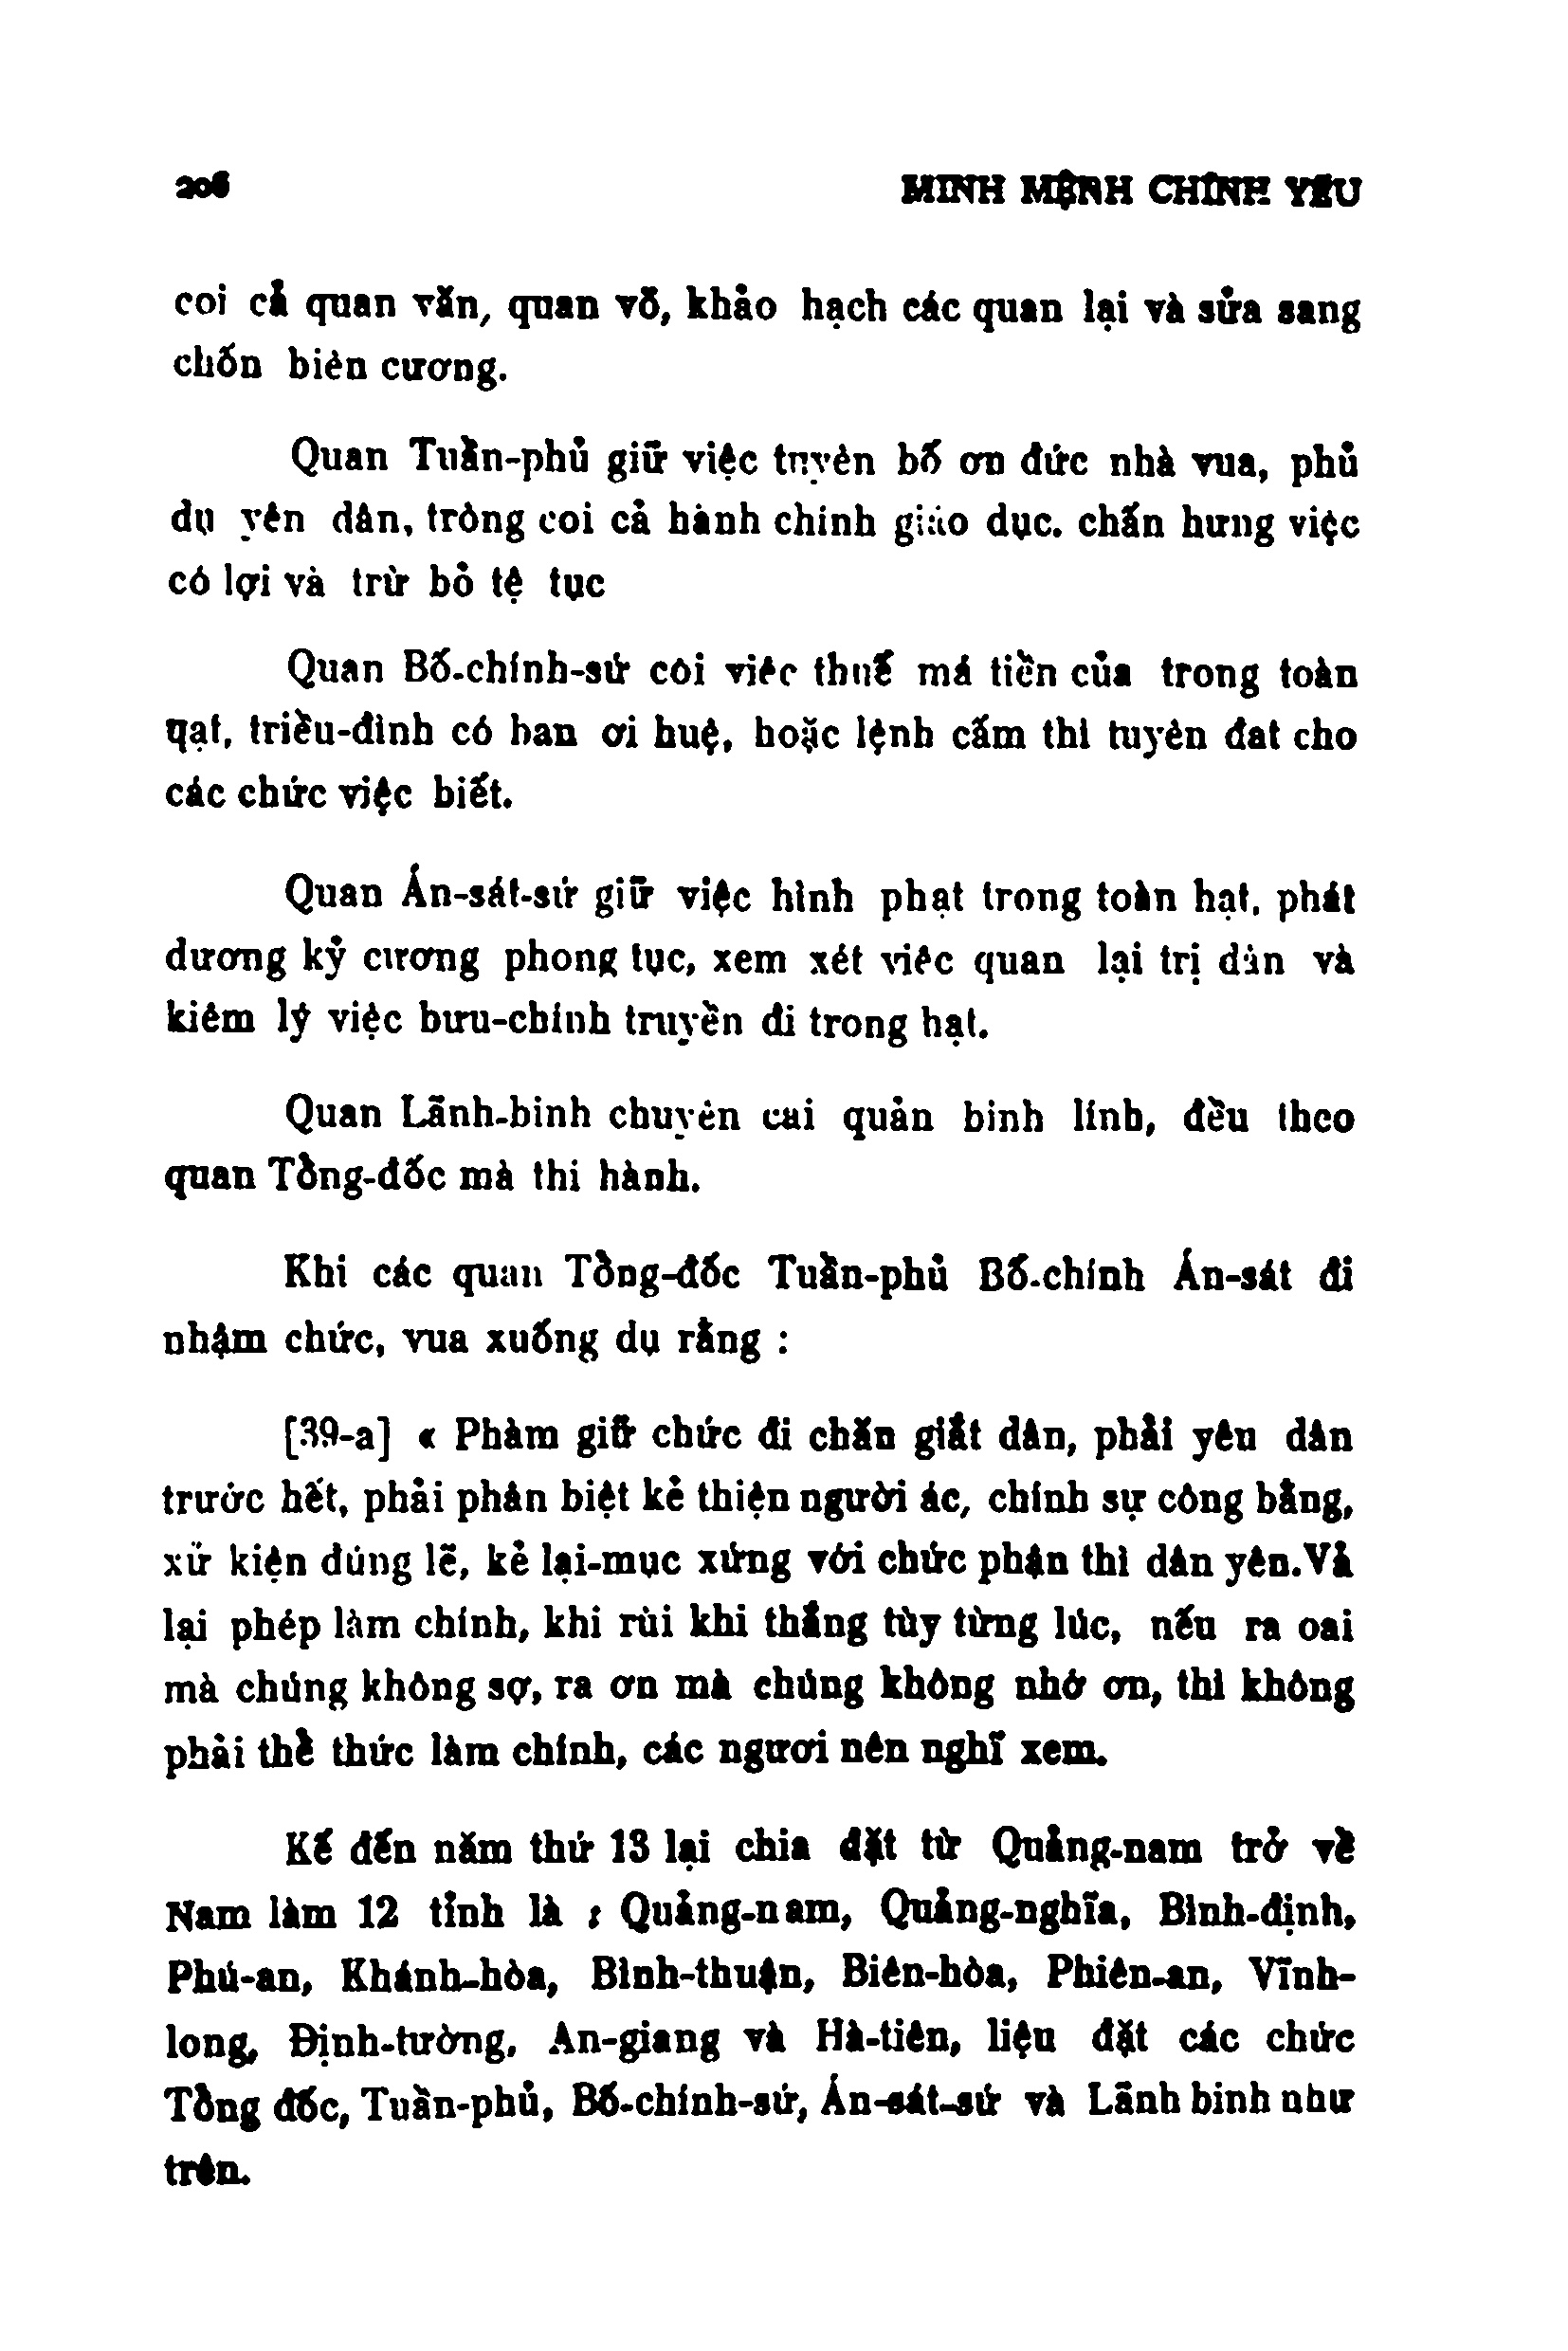 206 MINH MỆNH CHÍNH YẾU
coi cả quan văn, quan võ, khảo hạch các quan lại và sửa sang
chốn biên cương.
Quan Tuần-phủ giữ việc tuyên bố ơn đức nhà vua, phủ
dụ yên dân, trông coi cả hành chinh giáo dục. chấn hưng việc
có lợi và trừ bỏ tệ tục
Quan Bố-chính-sứ coi việc thuế má tiền của trong toàn
hạt, triều-đình có ban ơi huệ, hoặc lệnh cấm thì tuyên đat cho
các chức việc biết.
Quan Án-sát-sứ giữ việc hình phạt trong toàn hạt, phát
dương kỷ cương phong tục, xem xét việc quan lại trị dân và
kiêm lý việc bưu-chính truyền đi trong hạt.
Quan Lãnh-binh chuyên cai quản binh lính, đều theo
quan Tổng-đốc mà thi hành.
Khi các quan Tổng-đốc Tuần-phủ Bố-chính Án-sát đi
nhậm chức, vua xuống dụ rằng :
[39-a] « Phàm giữ chức đi chăn giắt dân, phải yên dân
trước hết, phải phân biệt kẻ thiện người ác, chính sự công bằng,
xử kiện đúng lẽ, kẻ lại-mục xứng với chức phận thì dân yên.Vả
lại phép làm chính, khi rùi khi thẳng tùy từng lúc, nếu ra oai
mà chúng không sợ, ra ơn mà chúng không nhớ ơn, thì không
phải thể thức làm chính, các ngươi nên nghĩ xem.
Kế đến năm thứ 13 lại chia đặt từ Quảng-nam trở về
Nam làm 12 tỉnh là : Quảng-nam, Quảng-nghĩa, Bình-định,
Phú-an, Khánh-hòa, Bình-thuận, Biên-hòa, Phiên-an, Vĩnh-
long, Định-tường, An-giang và Hà-tiên, liệu đặt các chức
Tổng đốc, Tuần-phủ, Bố-chính-sứ, Án-sát-sứ và Lãnh binh như
trên.